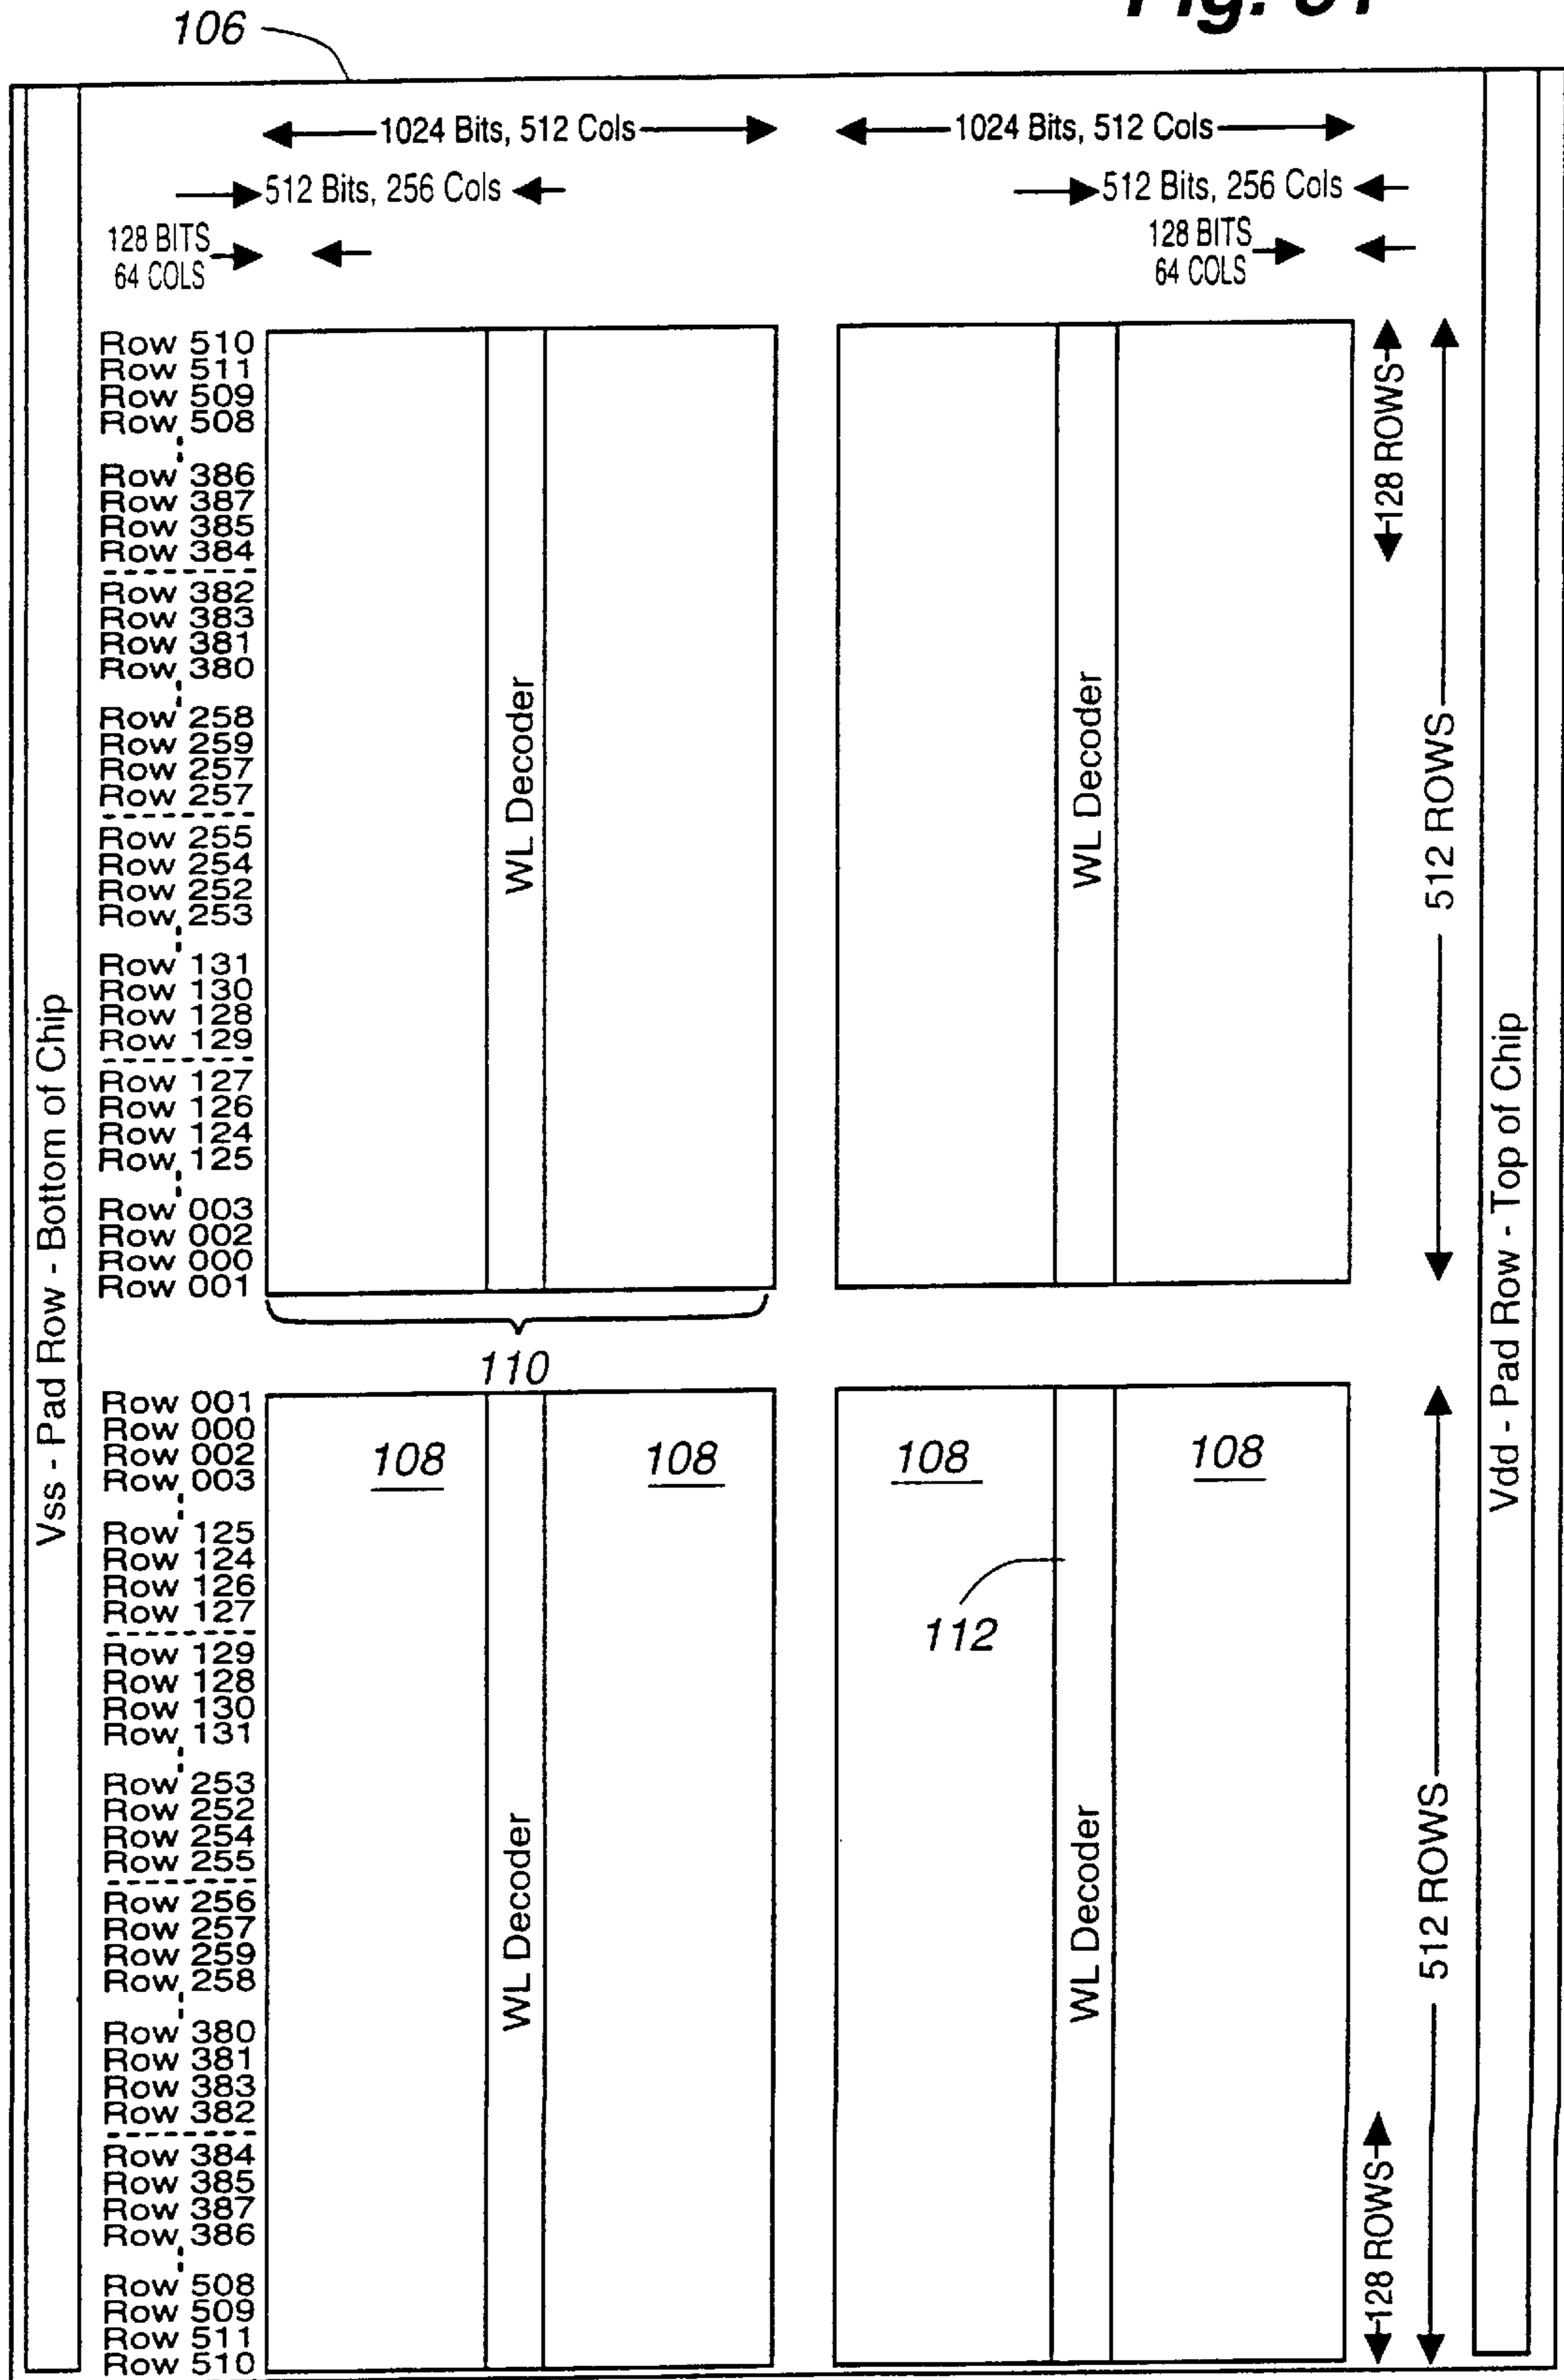 Fig. 31
106
1024 Bits, 512 Cols
1024 Bits, 512 Cols
512 Bits, 256 Cols
512 Bits, 256 Cols
128 BITS
64 COLS
128 BITS
64 COLS
Row 510
Row 511
Row 509
Row 508
Row 386
Row 387
Row 385
Row 384
Row 382
Row 383
Row 381
Row 380
Row 258
Row 259
Row 257
Row 257
Row 255
Row 254
Row 252
Row 253
Row 131
Row 130
Row 128
Row 129
Row 127
Row 126
Row 124
Row 125
Row 003
Row 002
Row 000
Row 001
WL Decoder
WL Decoder
128 ROWS
512 ROWS
Vss - Pad Row - Bottom of Chip
Vdd - Pad Row - Top of Chip
110
Row 001
Row 000
Row 002
Row 003
Row 125
Row 124
Row 126
Row 127
Row 129
Row 128
Row 130
Row 131
Row 253
Row 252
Row 254
Row 255
Row 256
Row 257
Row 259
Row 258
Row 380
Row 381
Row 383
Row 382
Row 384
Row 385
Row 387
Row 386
Row 508
Row 509
Row 511
Row 510
108
108
108
108
112
WL Decoder
WL Decoder
128 ROWS
512 ROWS